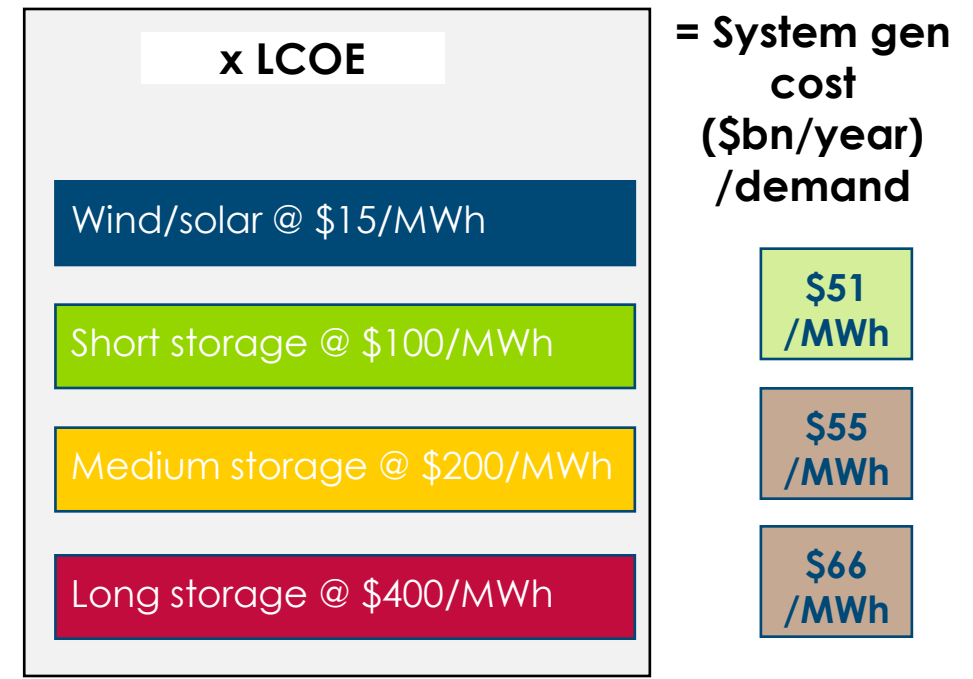 x LCOE
= System gen
cost
($bn/year)
/demand
Wind/solar @ $15/MWh
Short storage @ $100/MWh
Medium storage @ $200/MWh
Long storage @ $400/MWh
$51
/MWh
$55
/MWh
$66
/MWh